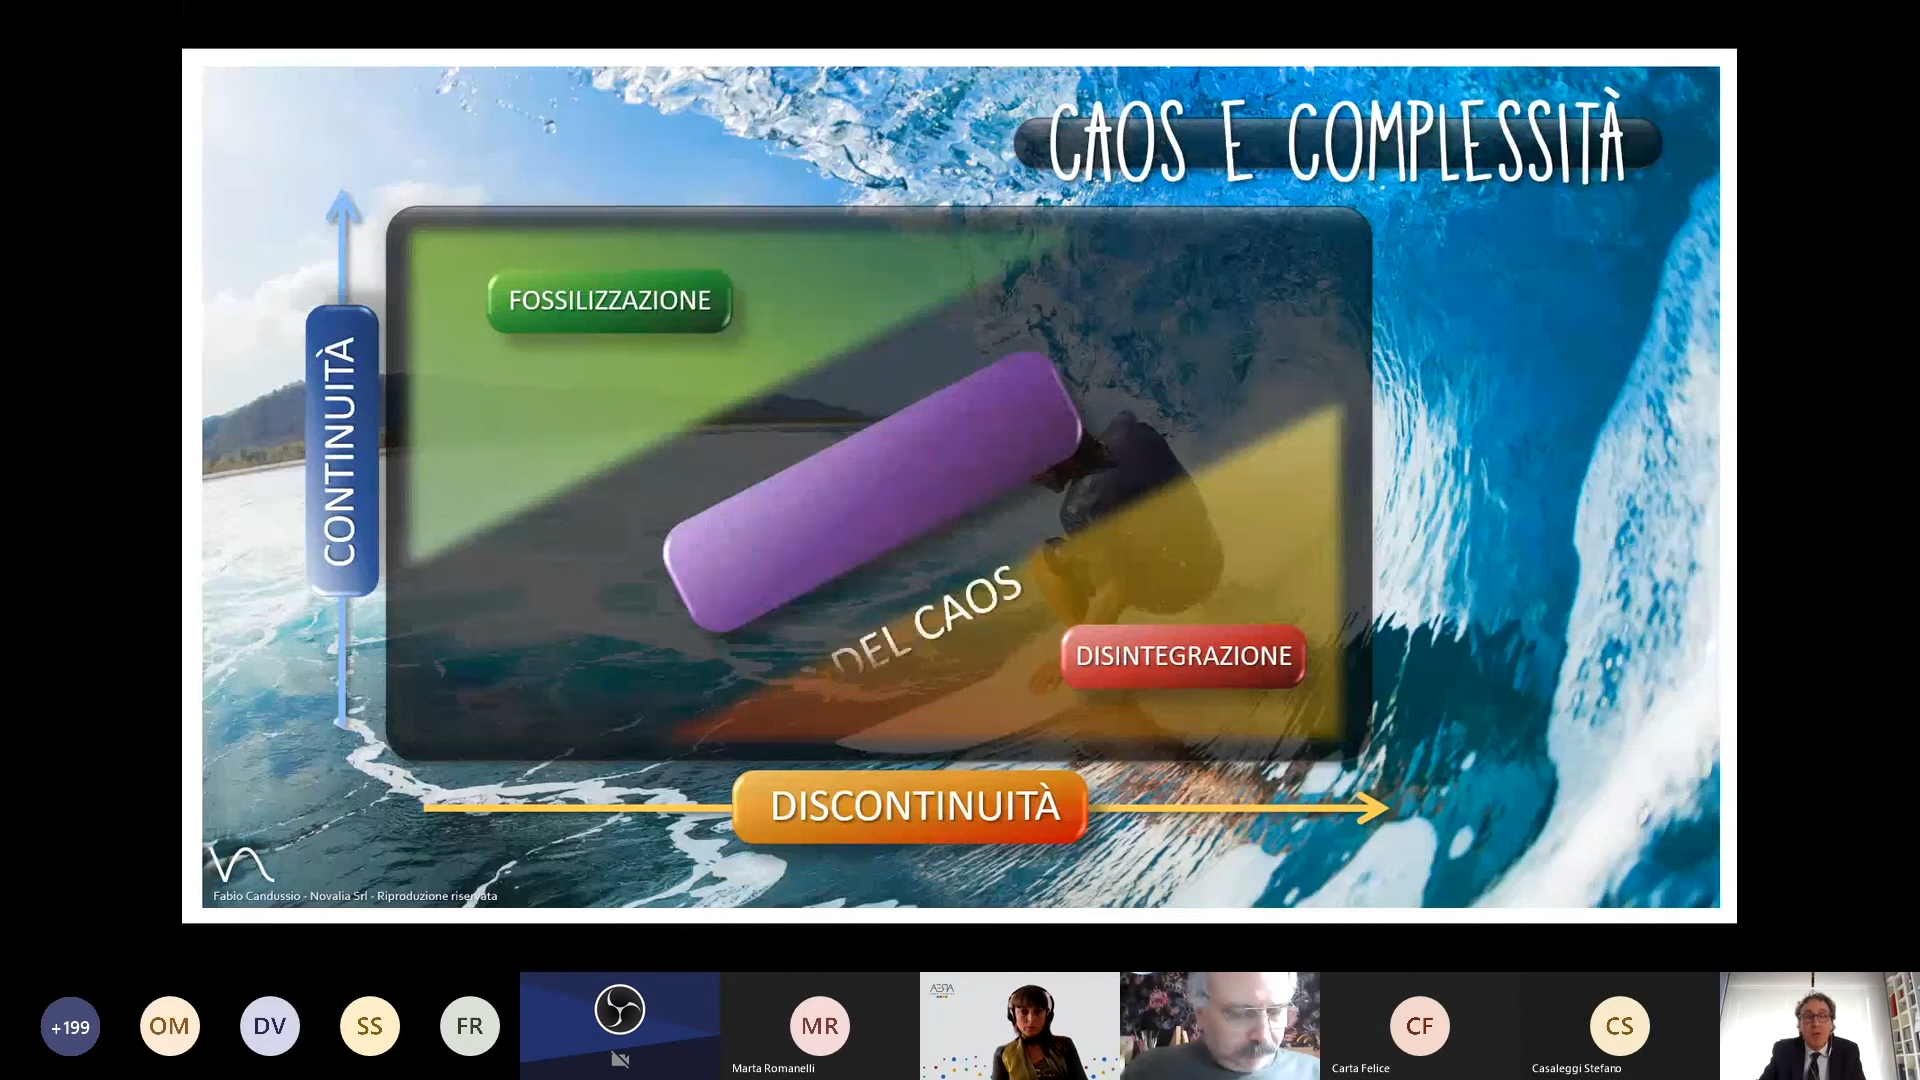 CAOS E COMPLESSITÀ
FOSSILIZZAZIONE
CONTINUITÀ
DEL CAOS
DISINTEGRAZIONE
DISCONTINUITÀ
Fabio Candussio - Novalia Srl - Riproduzione riservata
+199
OM
DV
SS
FR
MR
Marta Romanelli
CF
Carta Felice
CS
Casaleggi Stefano